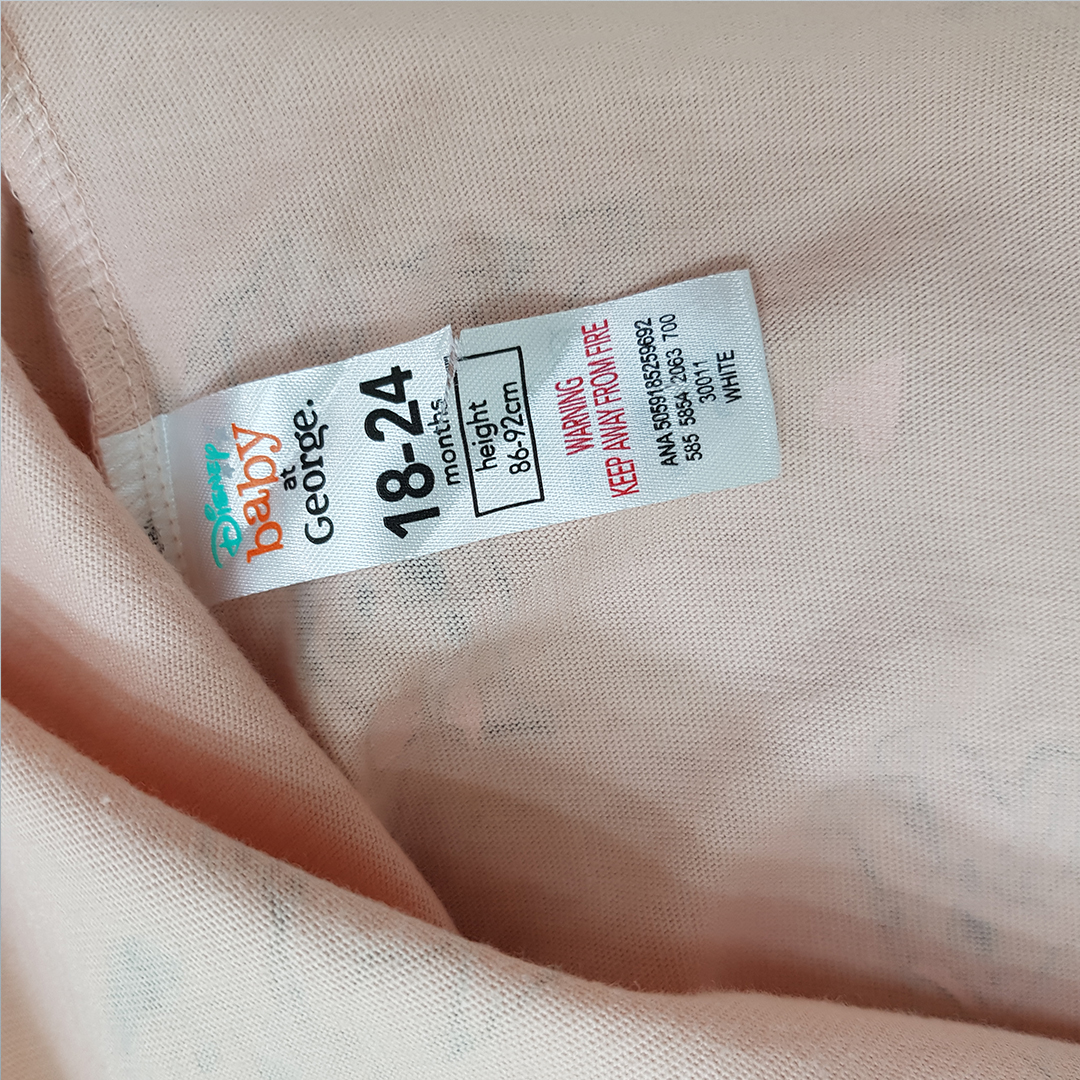 Disney
baby
at
George.
18-24
months
height
86-92cm
WARNING
KEEP AWAY FROM FIRE
ANA 5059185259692
585 5854 2063 700
30011
WHITE